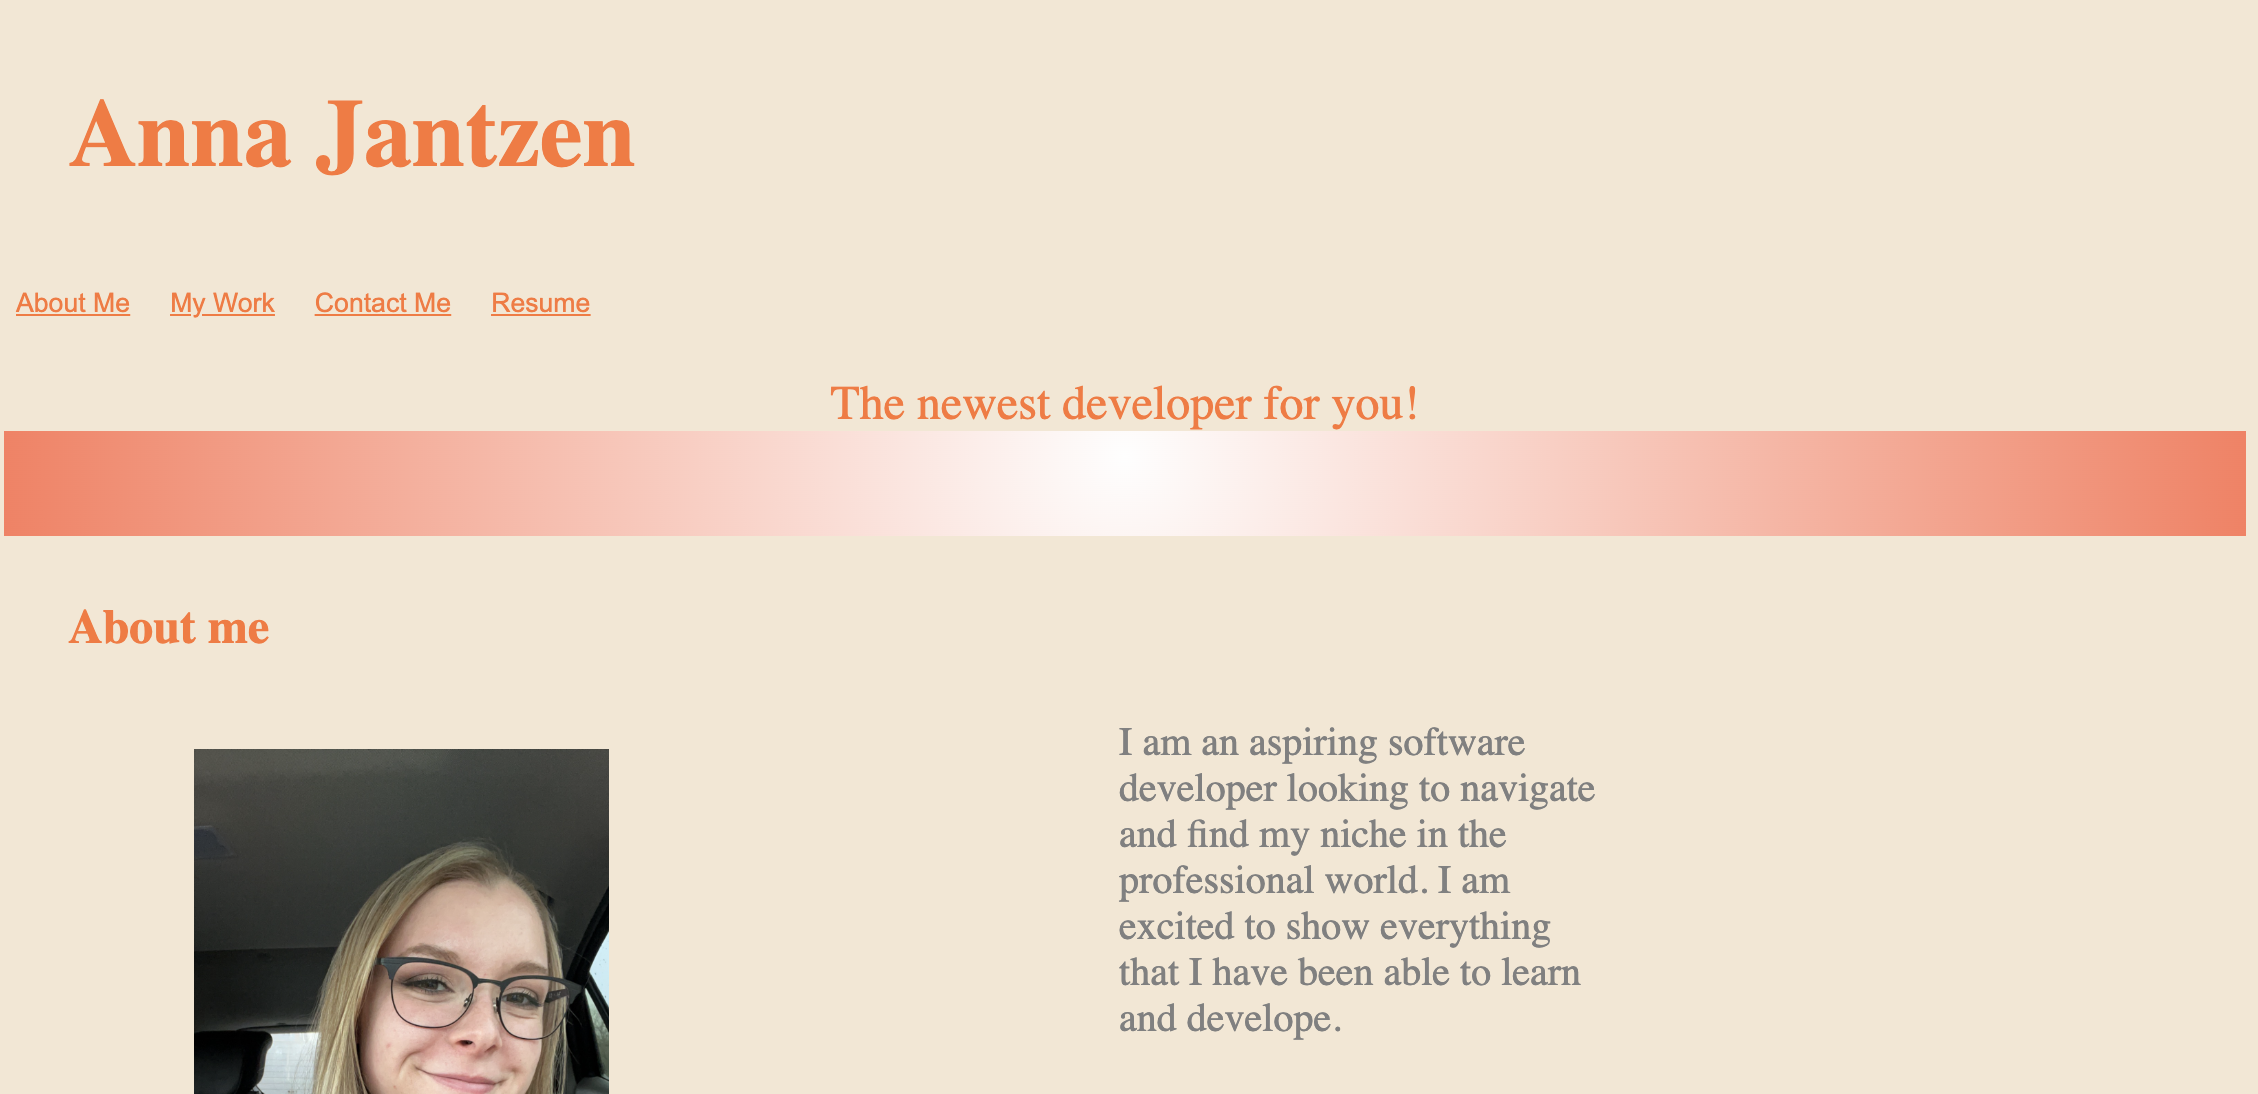 Anna Jantzen
About Me My Work Contact Me Resume
The newest developer for you!
About me
I am an aspiring software
developer looking to navigate
and find my niche in the
professional world. I am
excited to show everything
that I have been able to learn
and develope.